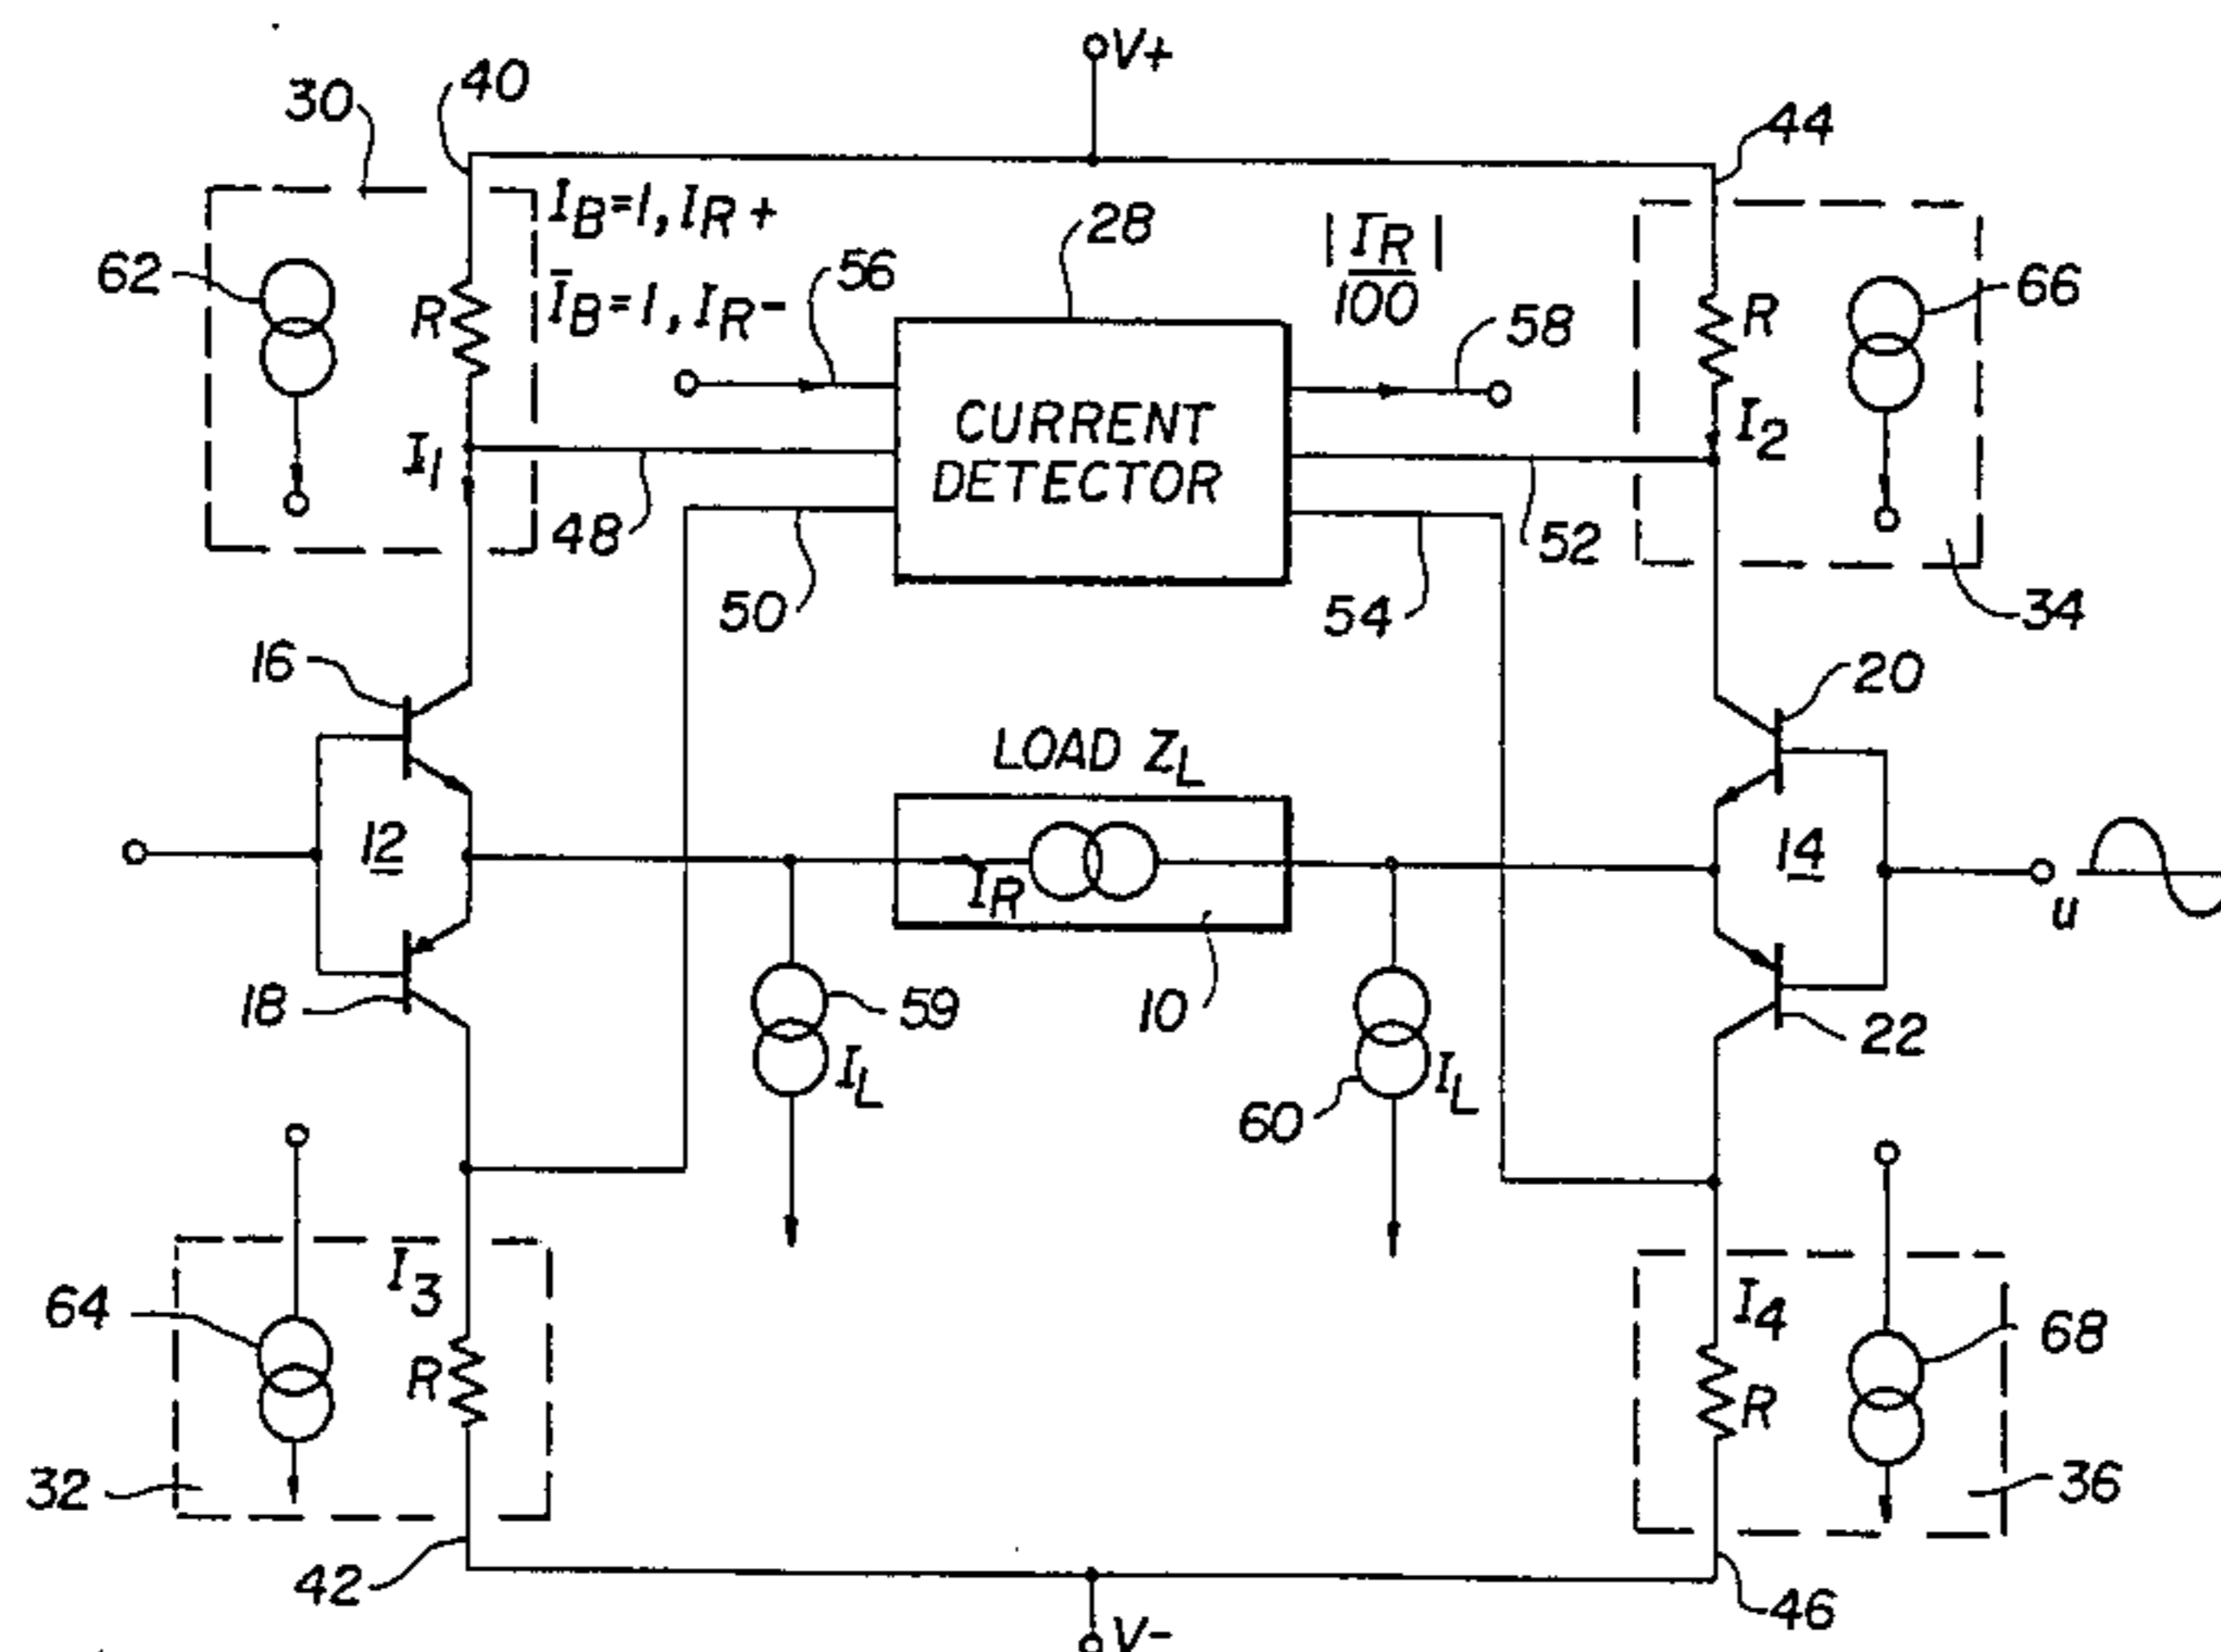 V+
40
30
44
I_B=1, I_R+
28
|I_R|
100
62
56
Ī_B=1, I_R-
66
R
R
58
CURRENT
DETECTOR
I_1
I_2
48
52
50
54
34
16
20
LOAD Z_L
12
14
I_R
u
18
59
10
22
I_L
I_L
60
64
I_3
I_4
68
R
R
32
36
42
46
V-